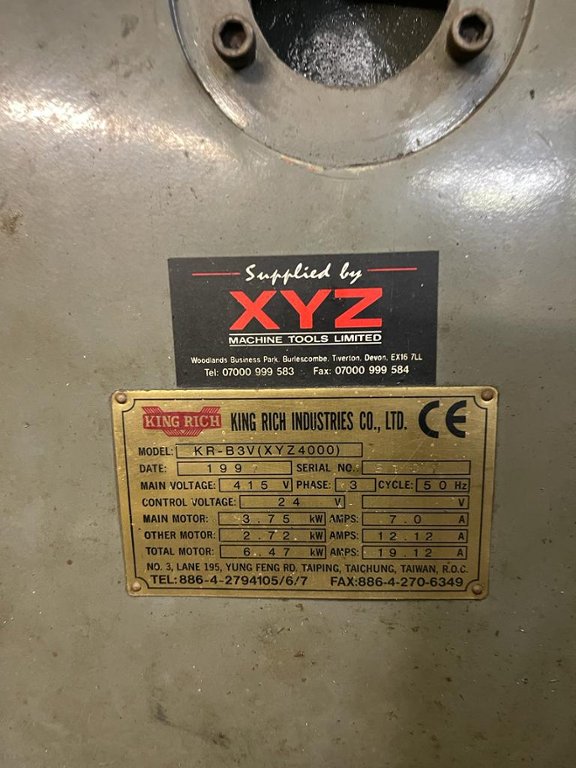 Supplied by
XYZ
MACHINE TOOLS LIMITED
Woodlands Business Park, Burlescombe, Tiverton, Devon, EX16 7LL
Tel: 07000 999 583 Fax: 07000 999 584
KING RICH KING RICH INDUSTRIES CO., LTD. CE
MODEL: KR-B3V(XYZ4000)
DATE: 199 SERIAL NO.
MAIN VOLTAGE: 415 V PHASE: 3 CYCLE: 50 Hz
CONTROL VOLTAGE: 24 V V
MAIN MOTOR: 3.75 kW AMPS: 7.0 A
OTHER MOTOR: 2.72 kW AMPS: 12.12 A
TOTAL MOTOR: 6.47 kW AMPS: 19.12 A
NO. 3, LANE 195, YUNG FENG RD. TAIPING, TAICHUNG, TAIWAN, R.O.C.
TEL:886-4-2794105/6/7 FAX:886-4-270-6349